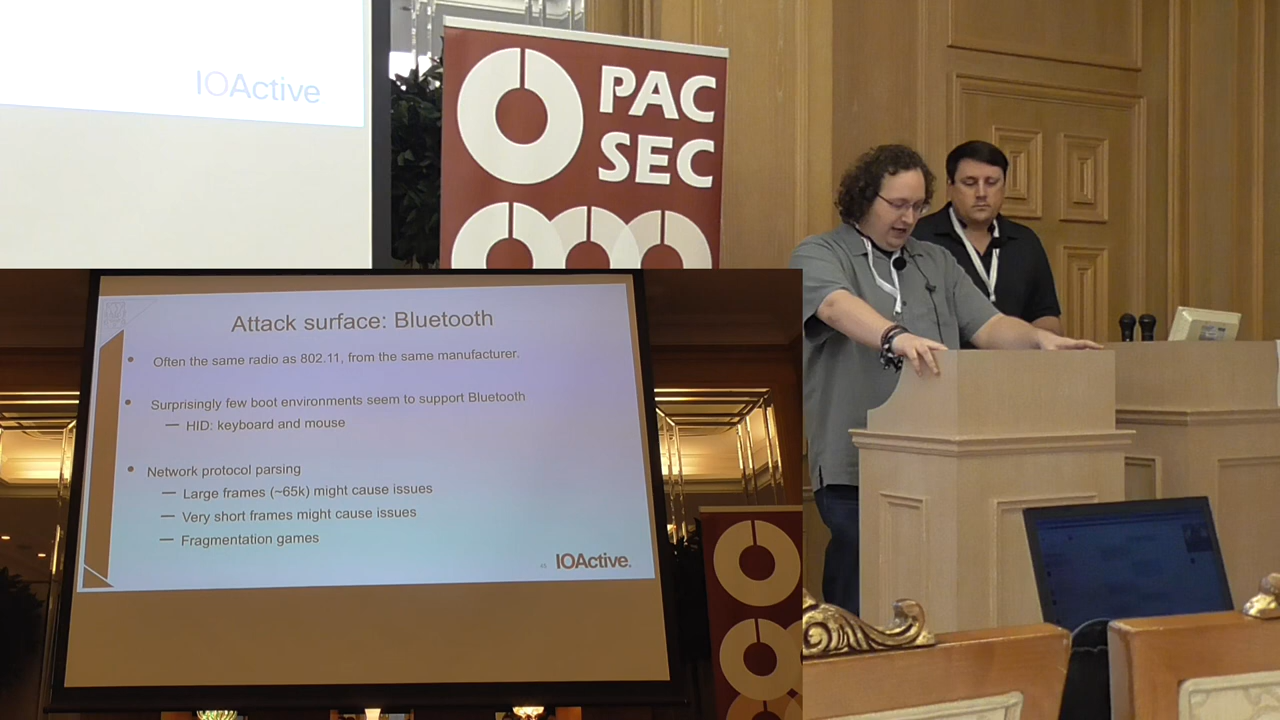 IOActive
PAC
SEC
Attack surface: Bluetooth
• Often the same radio as 802.11, from the same manufacturer.
• Surprisingly few boot environments seem to support Bluetooth
— HID: keyboard and mouse
• Network protocol parsing
— Large frames (~65k) might cause issues
— Very short frames might cause issues
— Fragmentation games
IOActive.